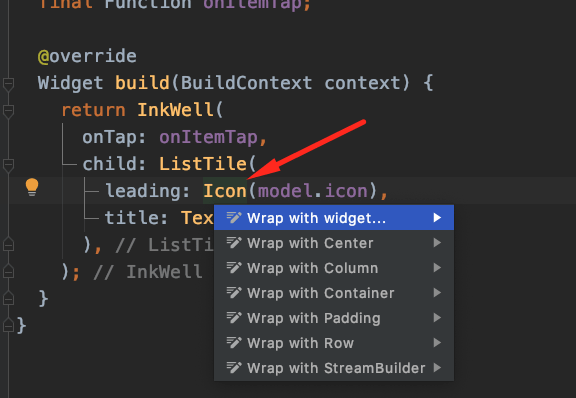 final Function onItemTap;
@override
Widget build(BuildContext context) {
return InkWell(
onTap: onItemTap,
child: ListTile(
leading: Icon(model.icon),
title: Tex
), // ListTi
); // InkWell
}
}
Wrap with widget...
Wrap with Center
Wrap with Column
Wrap with Container
Wrap with Padding
Wrap with Row
Wrap with StreamBuilder